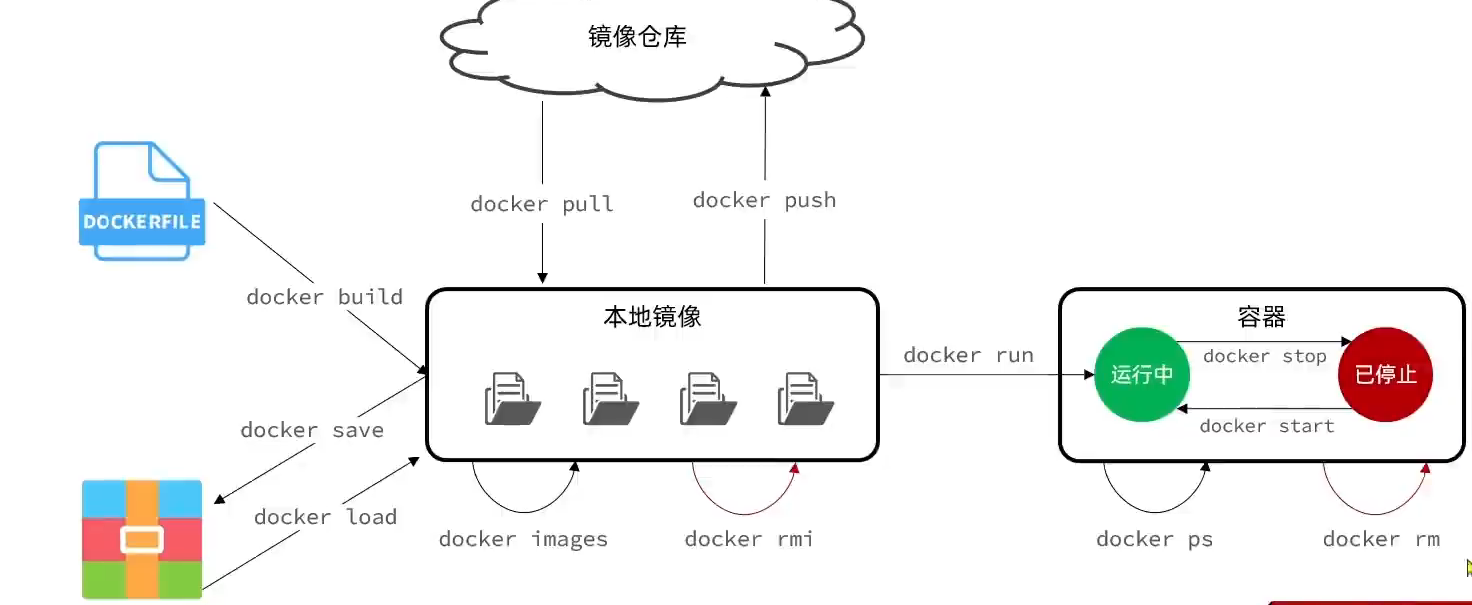 镜像仓库
docker pull
docker push
DOCKERFILE
docker build
本地镜像
容器
docker run
运行中
docker stop
已停止
docker start
docker save
docker load
docker images
docker rmi
docker ps
docker rm